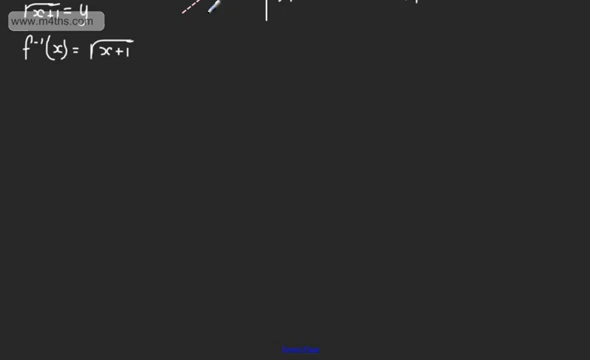 √x+1 = y
www.m4ths.com
f⁻¹(x) = √x+1